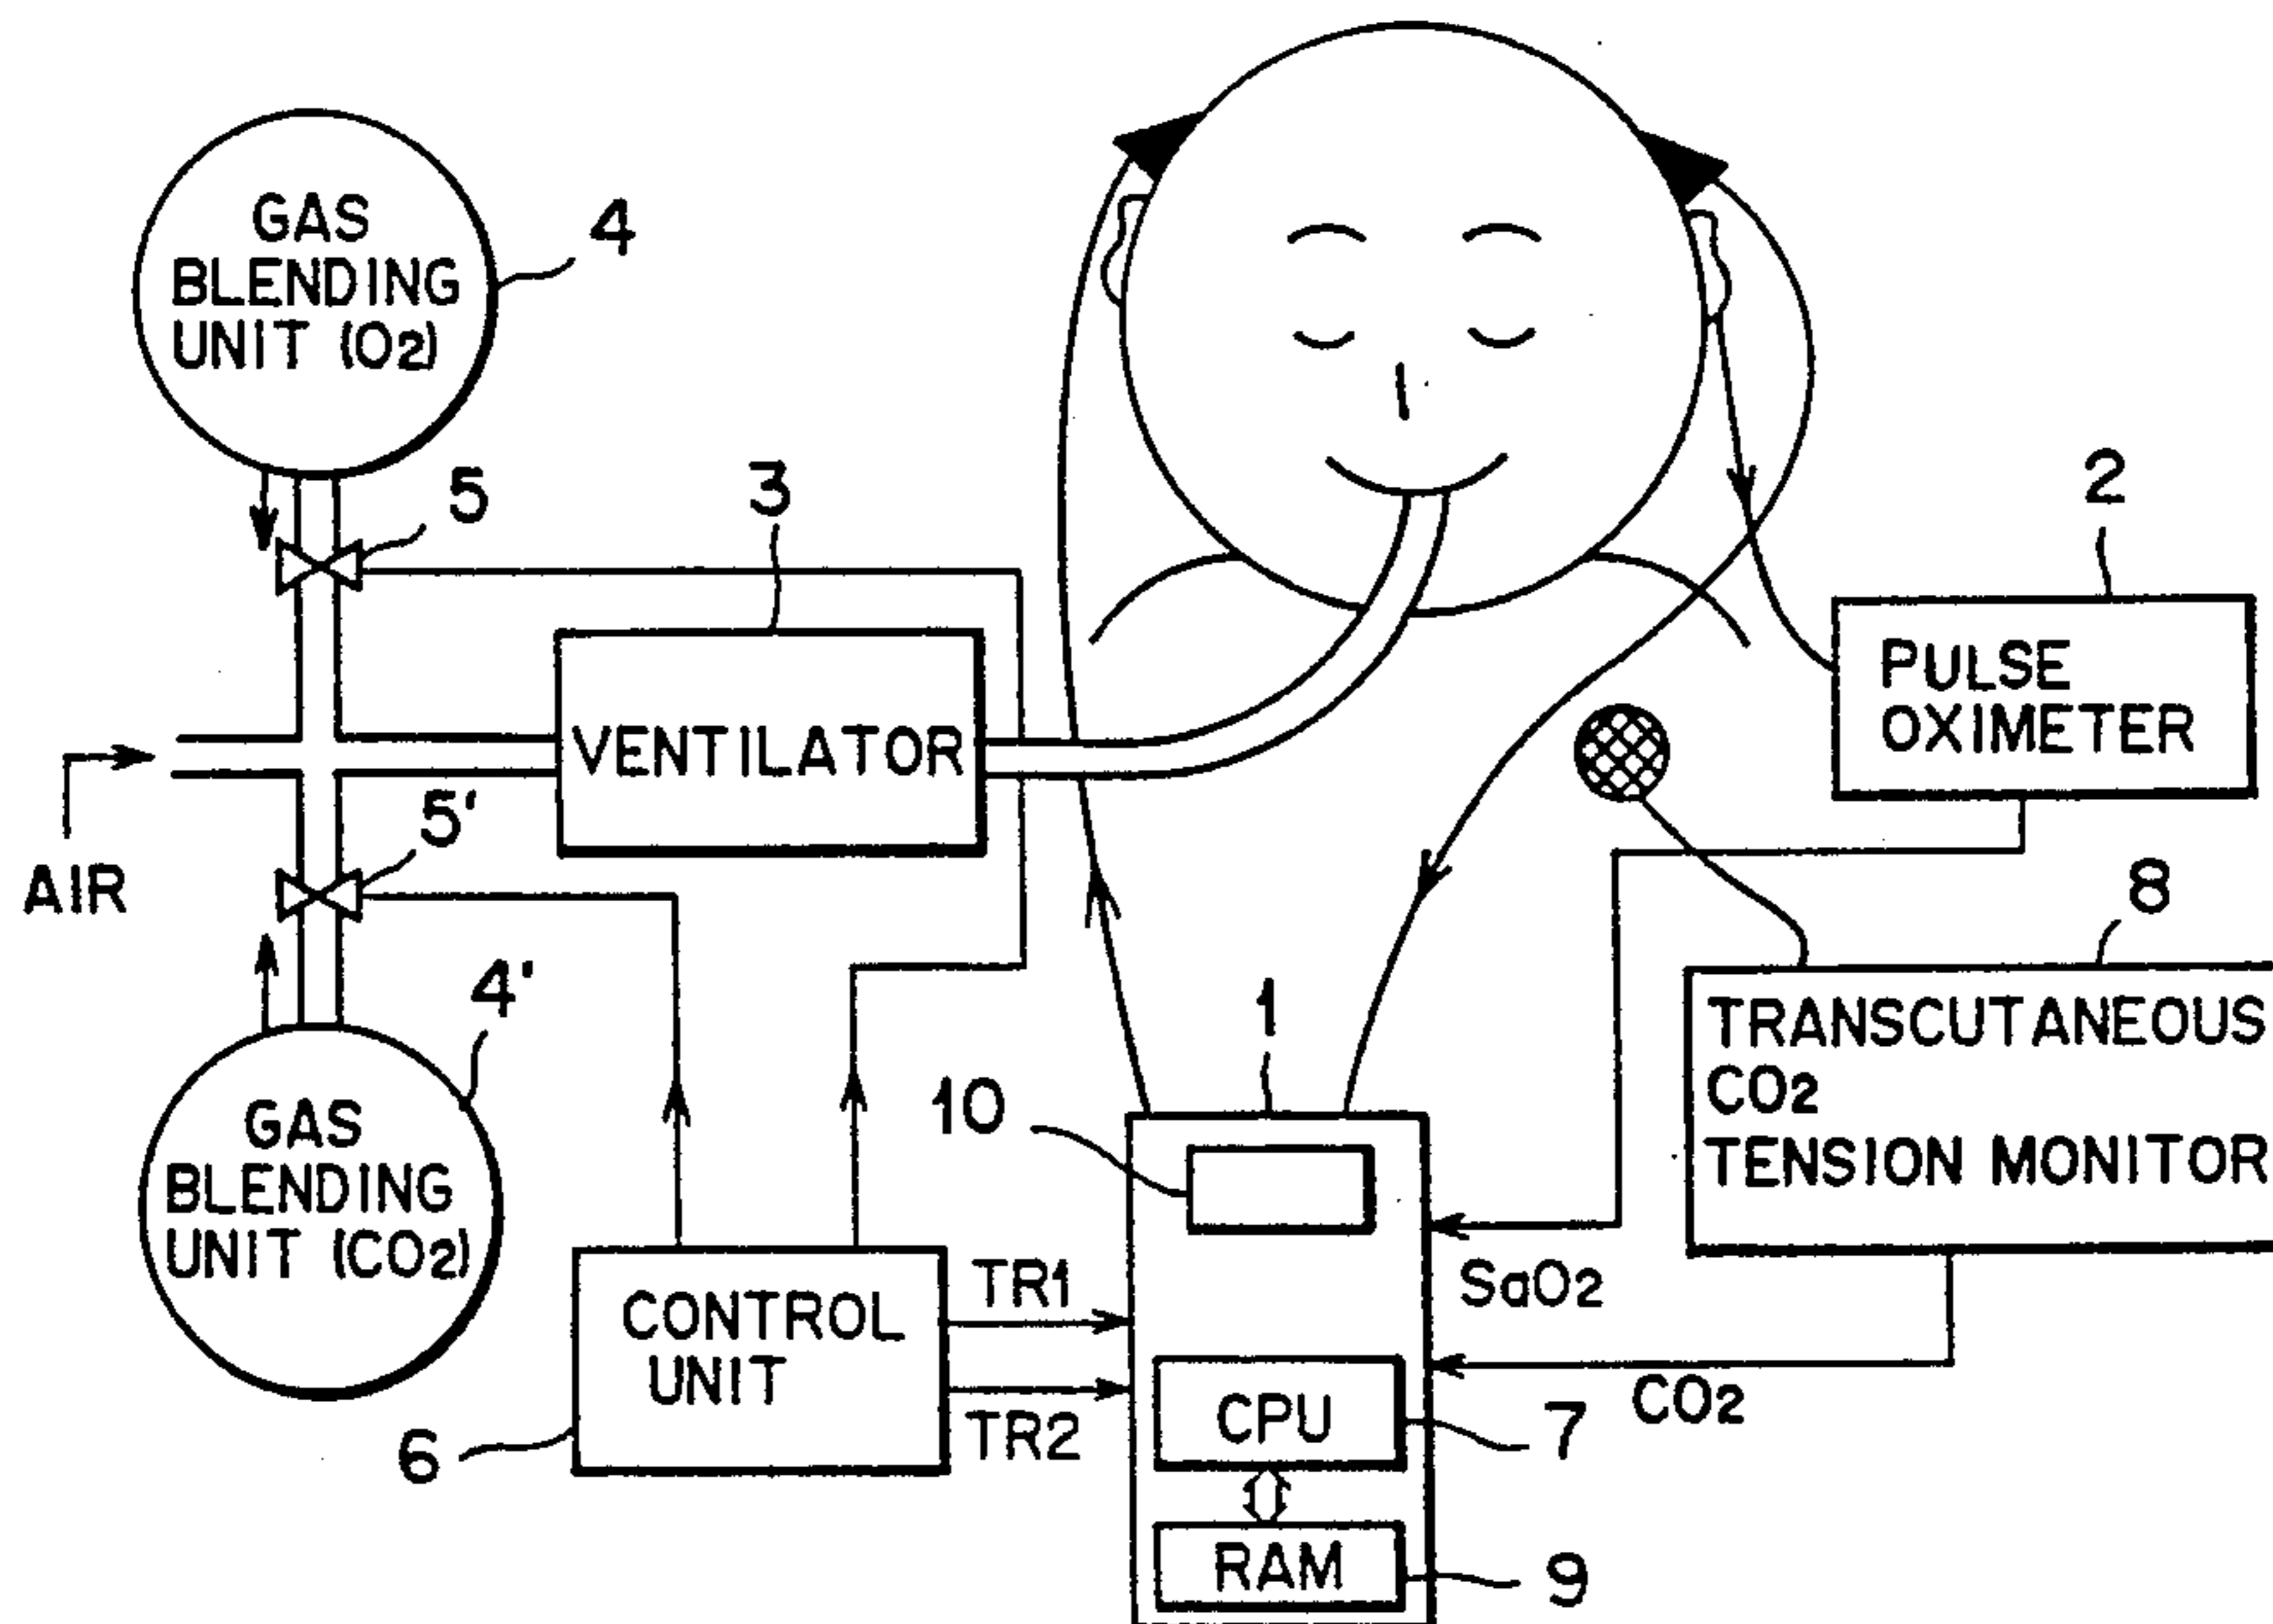 GAS
BLENDING
UNIT (O2)
4
5
3
2
VENTILATOR
PULSE
OXIMETER
AIR
5'
8
4'
1
TRANSCUTANEOUS
CO2
TENSION MONITOR
10
GAS
BLENDING
UNIT (CO2)
SaO2
CONTROL
UNIT
TR1
TR2
6
CO2
CPU
7
RAM
9